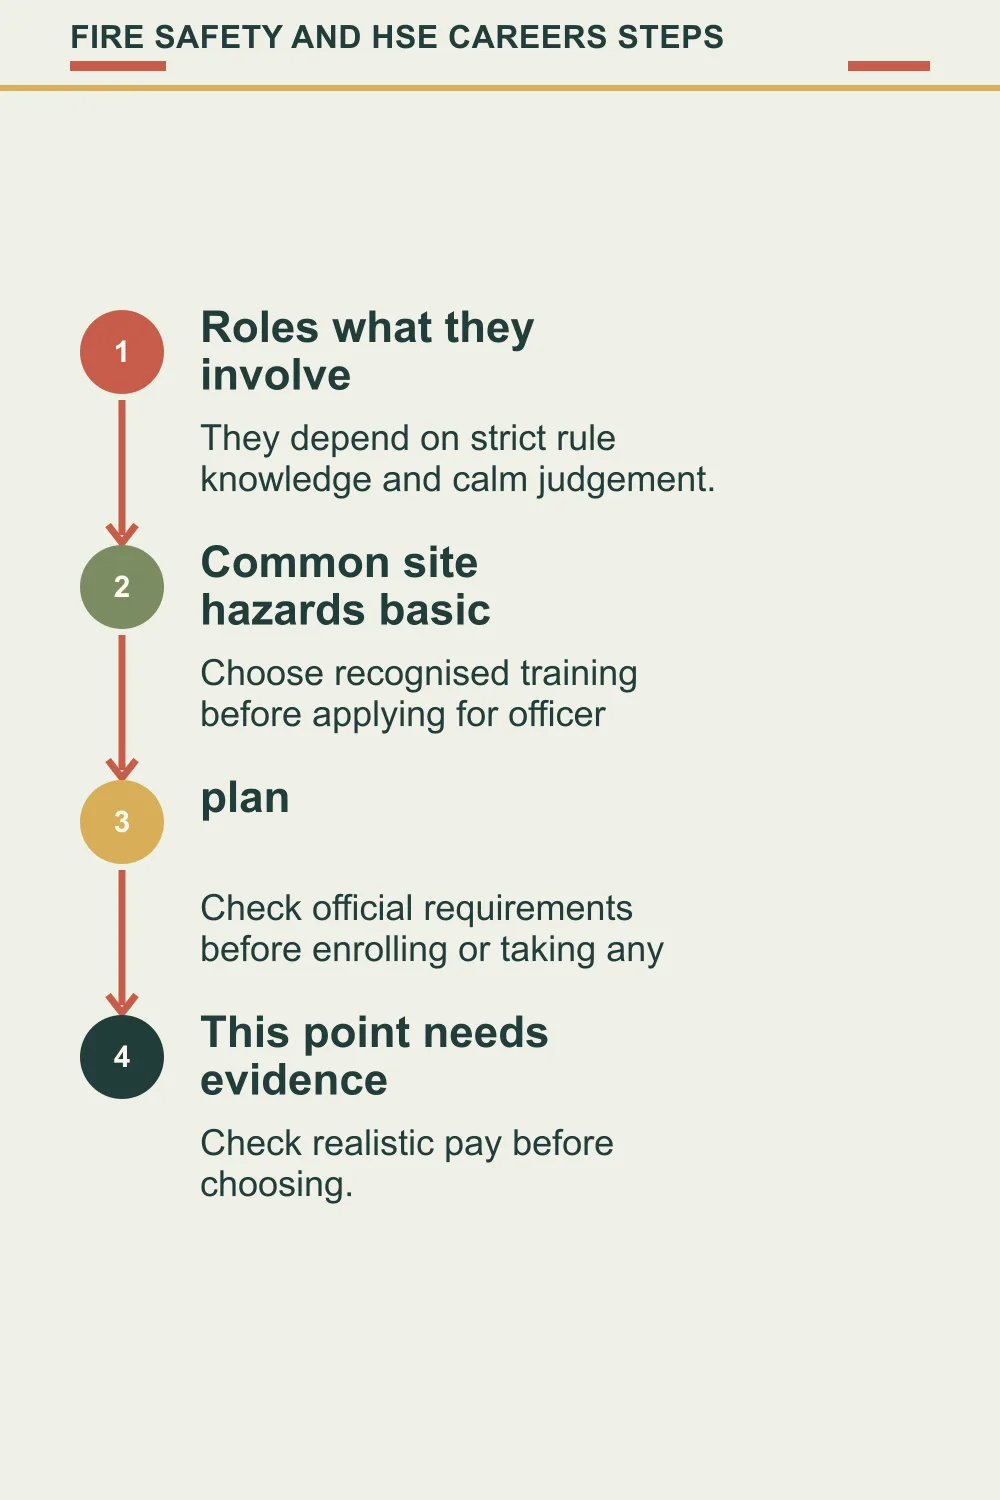 FIRE SAFETY AND HSE CAREERS STEPS
1
Roles what they
involve
They depend on strict rule
knowledge and calm judgement.
2
Common site
hazards basic
Choose recognised training
before applying for officer
3
plan
Check official requirements
before enrolling or taking any
4
This point needs
evidence
Check realistic pay before
choosing.